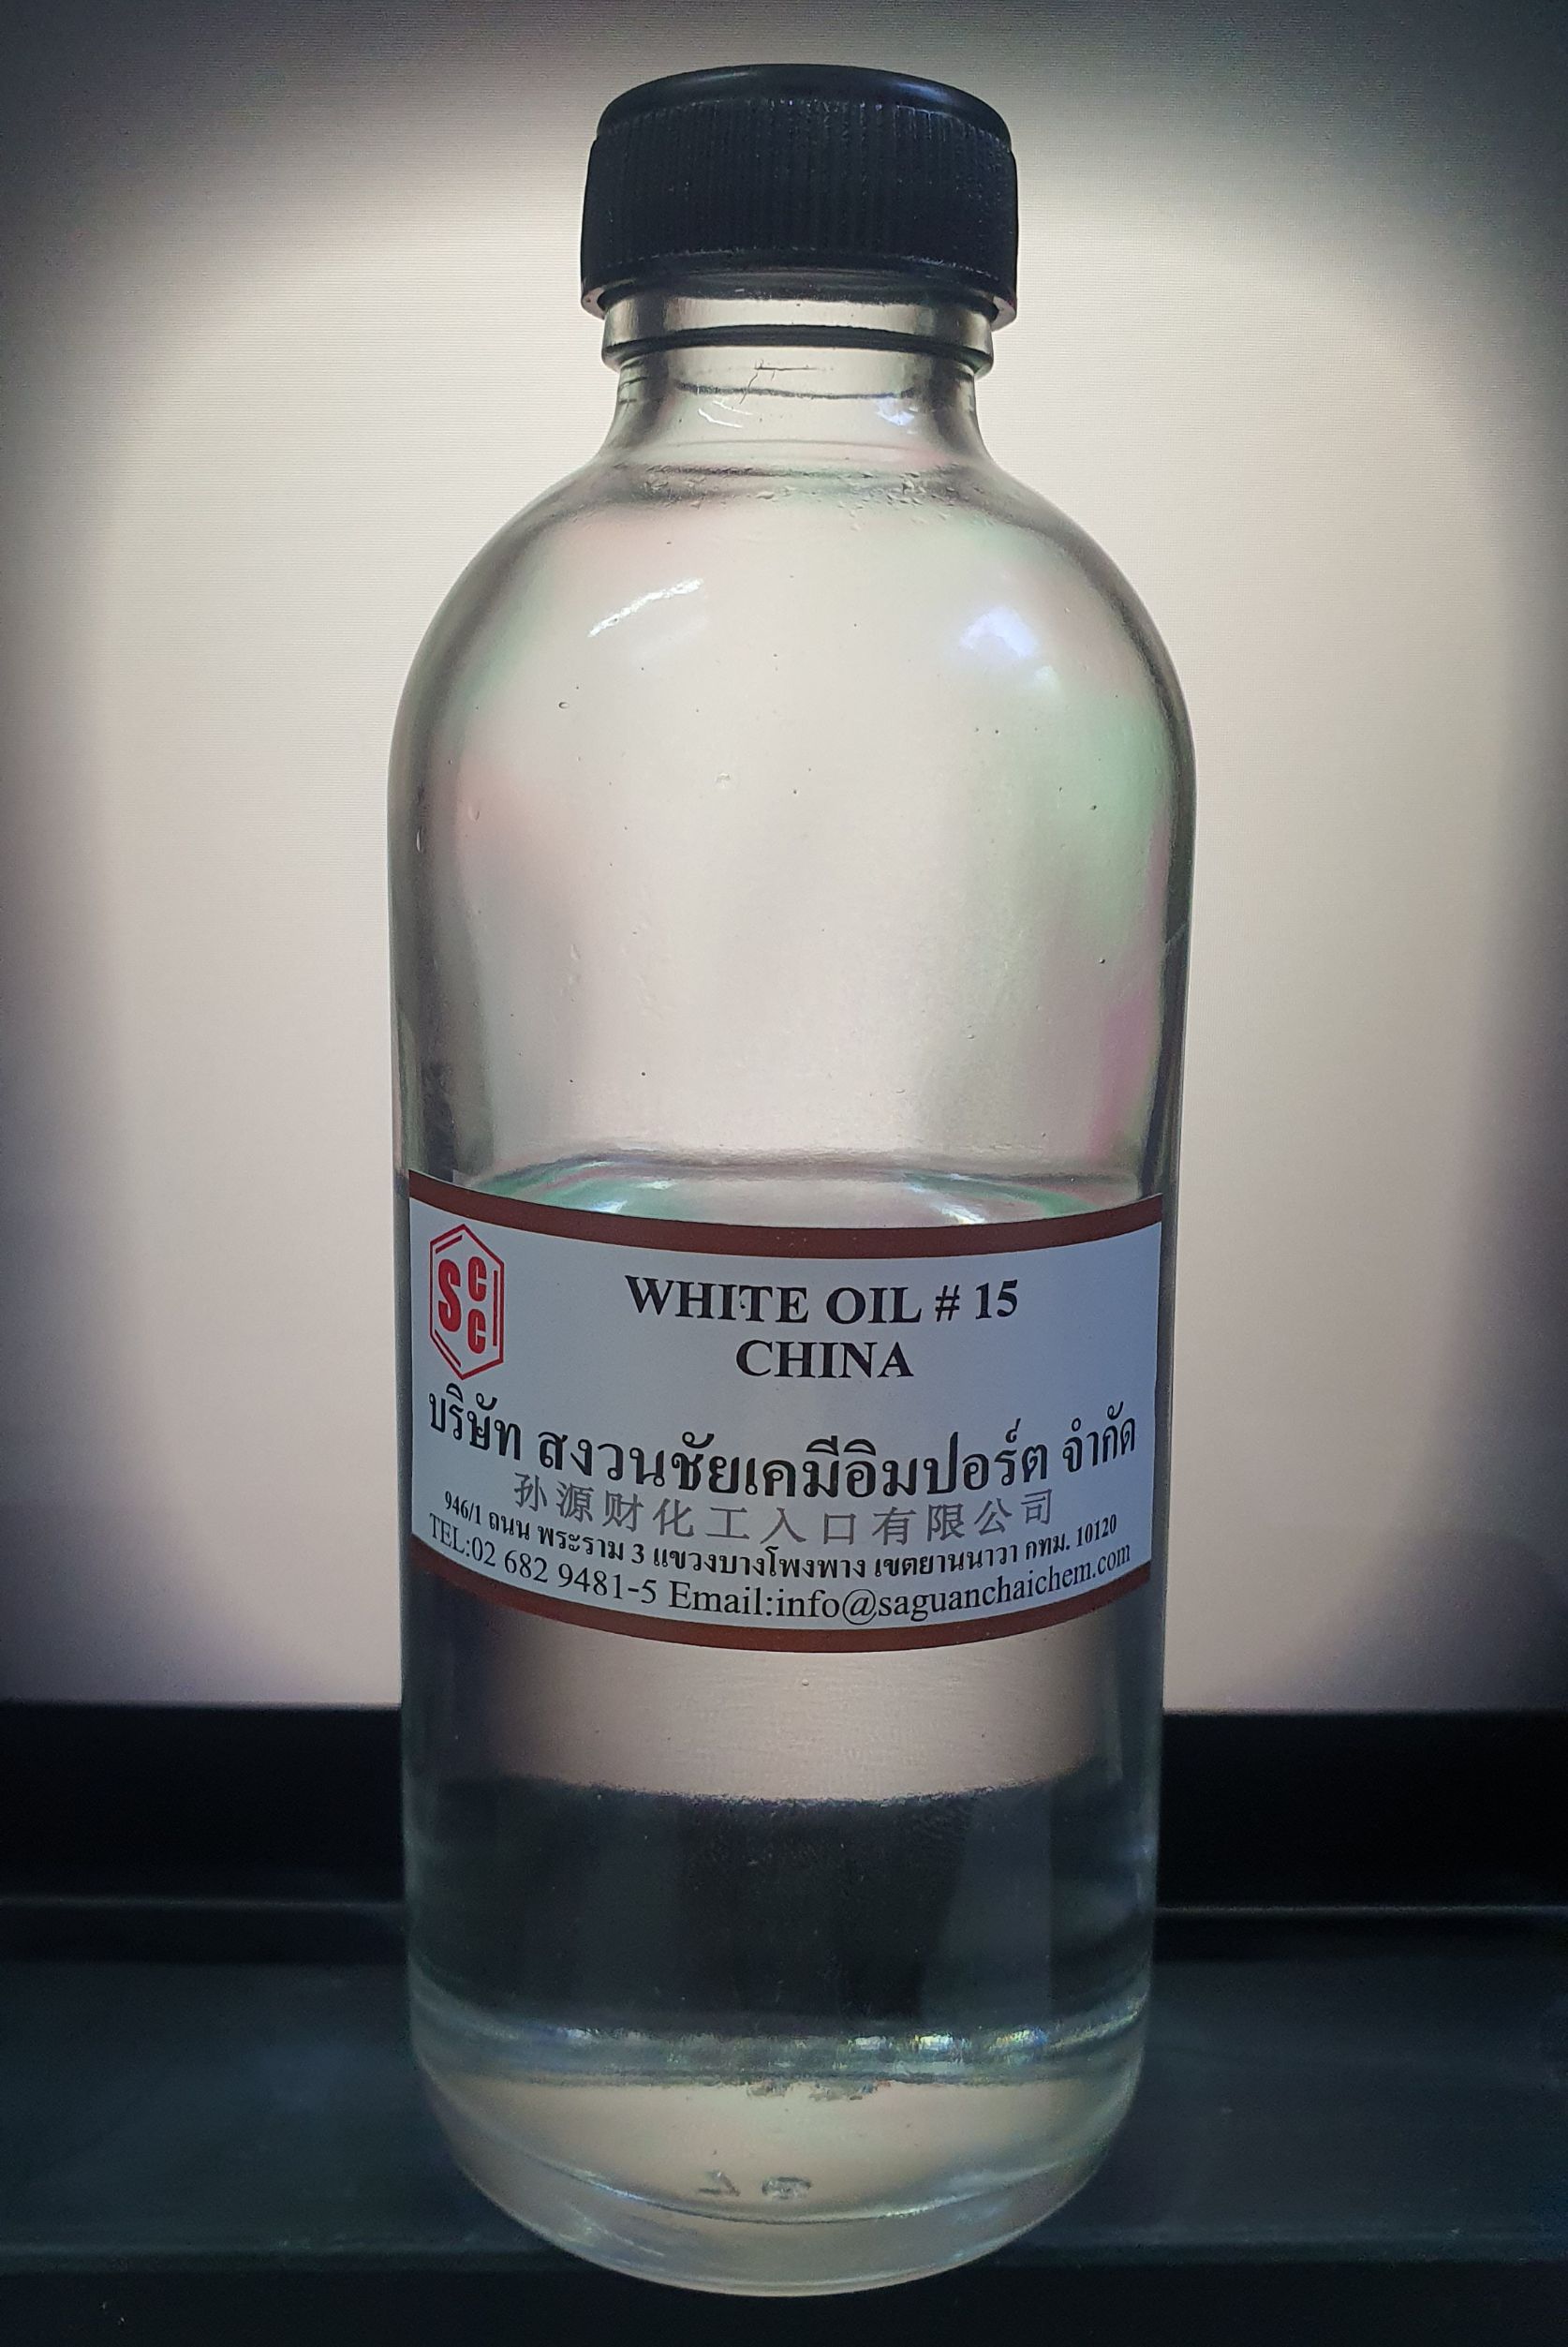 SCC
WHITE OIL # 15
CHINA
บริษัท สงวนชัยเคมีอิมปอร์ต จำกัด
孙源财化工入口有限公司
946/1 ถนน พระราม 3 แขวงบางโพงพาง เขตยานนาวา กทม. 10120
TEL:02 682 9481-5 Email:info@saguanchaichem.com